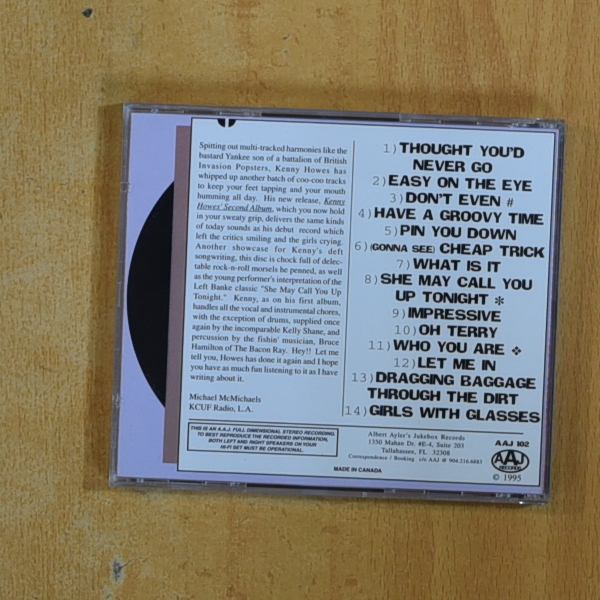 Spitting out multi-tracked harmonies like the
bastard Yankee son of a battalion of British
Invasion Popsters, Kenny Howes has
whipped up another batch of coo-coo tracks
to keep your feet tapping and your mouth
humming all day. His new release, Kenny
Howes' Second Album, which you now hold
in your sweaty grip, delivers the same kinds
of today sounds as his debut record which
left the critics smiling and the girls crying.
Another showcase for Kenny's deft
songwriting, this disc is chock full of delec-
table rock-n-roll morsels he penned, as well
as the young performer's interpretation of the
Left Banke classic "She May Call You Up
Tonight." Kenny, as on his first album,
handles all the vocal and instrumental chores,
with the exception of drums, supplied once
again by the incomparable Kelly Shane, and
percussion by the fishin' musician, Bruce
Hamilton of The Bacon Ray. Hey!! Let me
tell you, Howes has done it again and I hope
you have as much fun listening to it as I have
writing about it.
Michael McMichaels
KCUF Radio, L.A.
THIS IS AN A.A.J. FULL DIMENSIONAL STEREO RECORDING.
TO BEST REPRODUCE THE RECORDED INFORMATION,
BOTH LEFT AND RIGHT SPEAKERS ON YOUR
HI-FI SET MUST BE OPERATIONAL.
1) THOUGHT YOU'D
NEVER GO
2) EASY ON THE EYE
3) DON'T EVEN #
4) HAVE A GROOVY TIME
5) PIN YOU DOWN
6) (GONNA SEE) CHEAP TRICK
7) WHAT IS IT
8) SHE MAY CALL YOU
UP TONIGHT ✻
9) IMPRESSIVE
10) OH TERRY
11) WHO YOU ARE ❖
12) LET ME IN
13) DRAGGING BAGGAGE
THROUGH THE DIRT
14) GIRLS WITH GLASSES
Albert Ayler's Jukebox Records
1350 Mahan Dr. #E-4, Suite 203
Tallahassee, FL 32308
Correspondence / Booking c/o AAJ @ 904.216.6883
AAJ 102
AAJ
RECORDS
© 1995
MADE IN CANADA